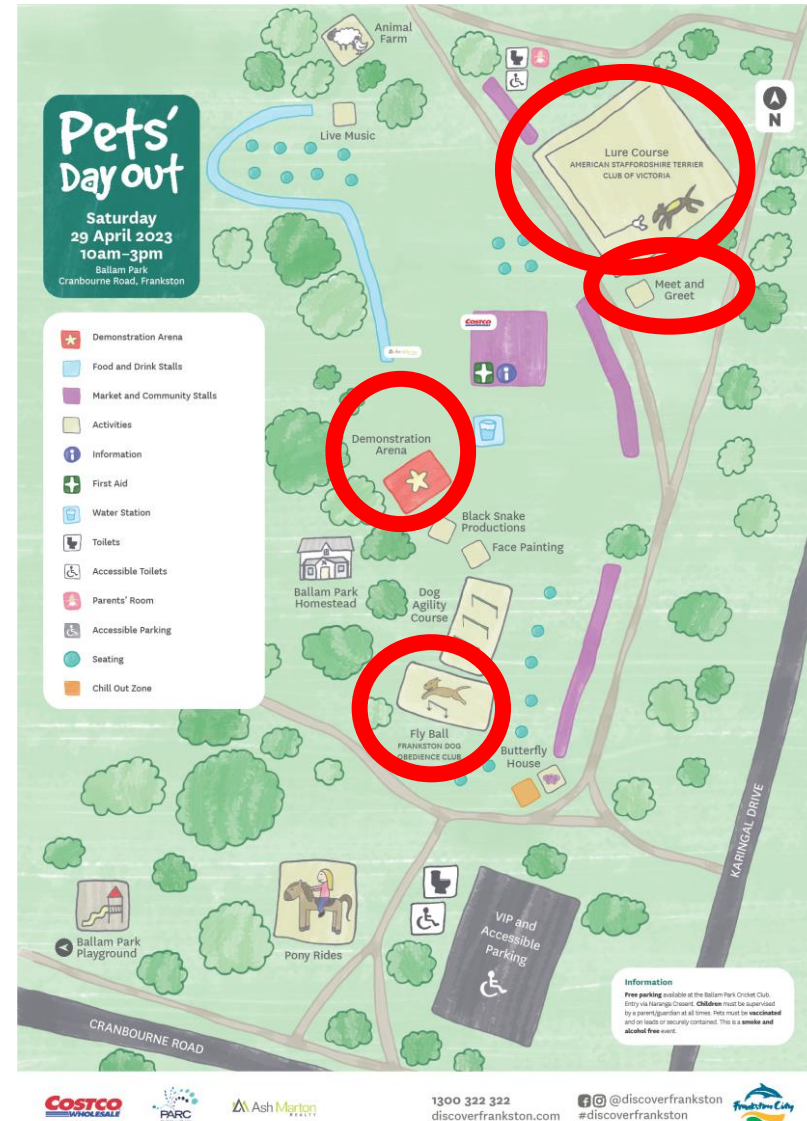 Animal
Farm
Live Music
Pets'
Day out
Saturday
29 April 2023
10am–3pm
Ballam Park
Cranbourne Road, Frankston
N
Lure Course
AMERICAN STAFFORDSHIRE TERRIER
CLUB OF VICTORIA
Meet and
Greet
COSTCO
WHOLESALE
Ash Marton
Demonstration Arena
Food and Drink Stalls
Market and Community Stalls
Activities
Information
First Aid
Water Station
Toilets
Accessible Toilets
Parents' Room
Accessible Parking
Seating
Chill Out Zone
Demonstration
Arena
Black Snake
Productions
Face Painting
Ballam Park
Homestead
Dog
Agility
Course
Fly Ball
FRANKSTON DOG
OBEDIENCE CLUB
Butterfly
House
KARINGAL DRIVE
Ballam Park
Playground
Pony Rides
VIP and
Accessible
Parking
CRANBOURNE ROAD
Information
Free parking available at the Ballam Park Cricket Club.
Entry via Naranga Cresent. Children must be supervised
by a parent/guardian at all times. Pets must be vaccinated
and on leads or securely contained. This is a smoke and
alcohol free event.
COSTCO
WHOLESALE
PARC
Ash Marton
REALTY
1300 322 322
discoverfrankston.com
@discoverfrankston
#discoverfrankston
Frankston City